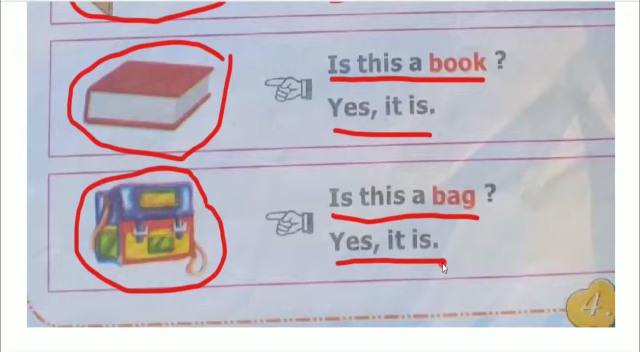 Is this a book ?
Yes, it is.
Is this a bag ?
Yes, it is.
4.